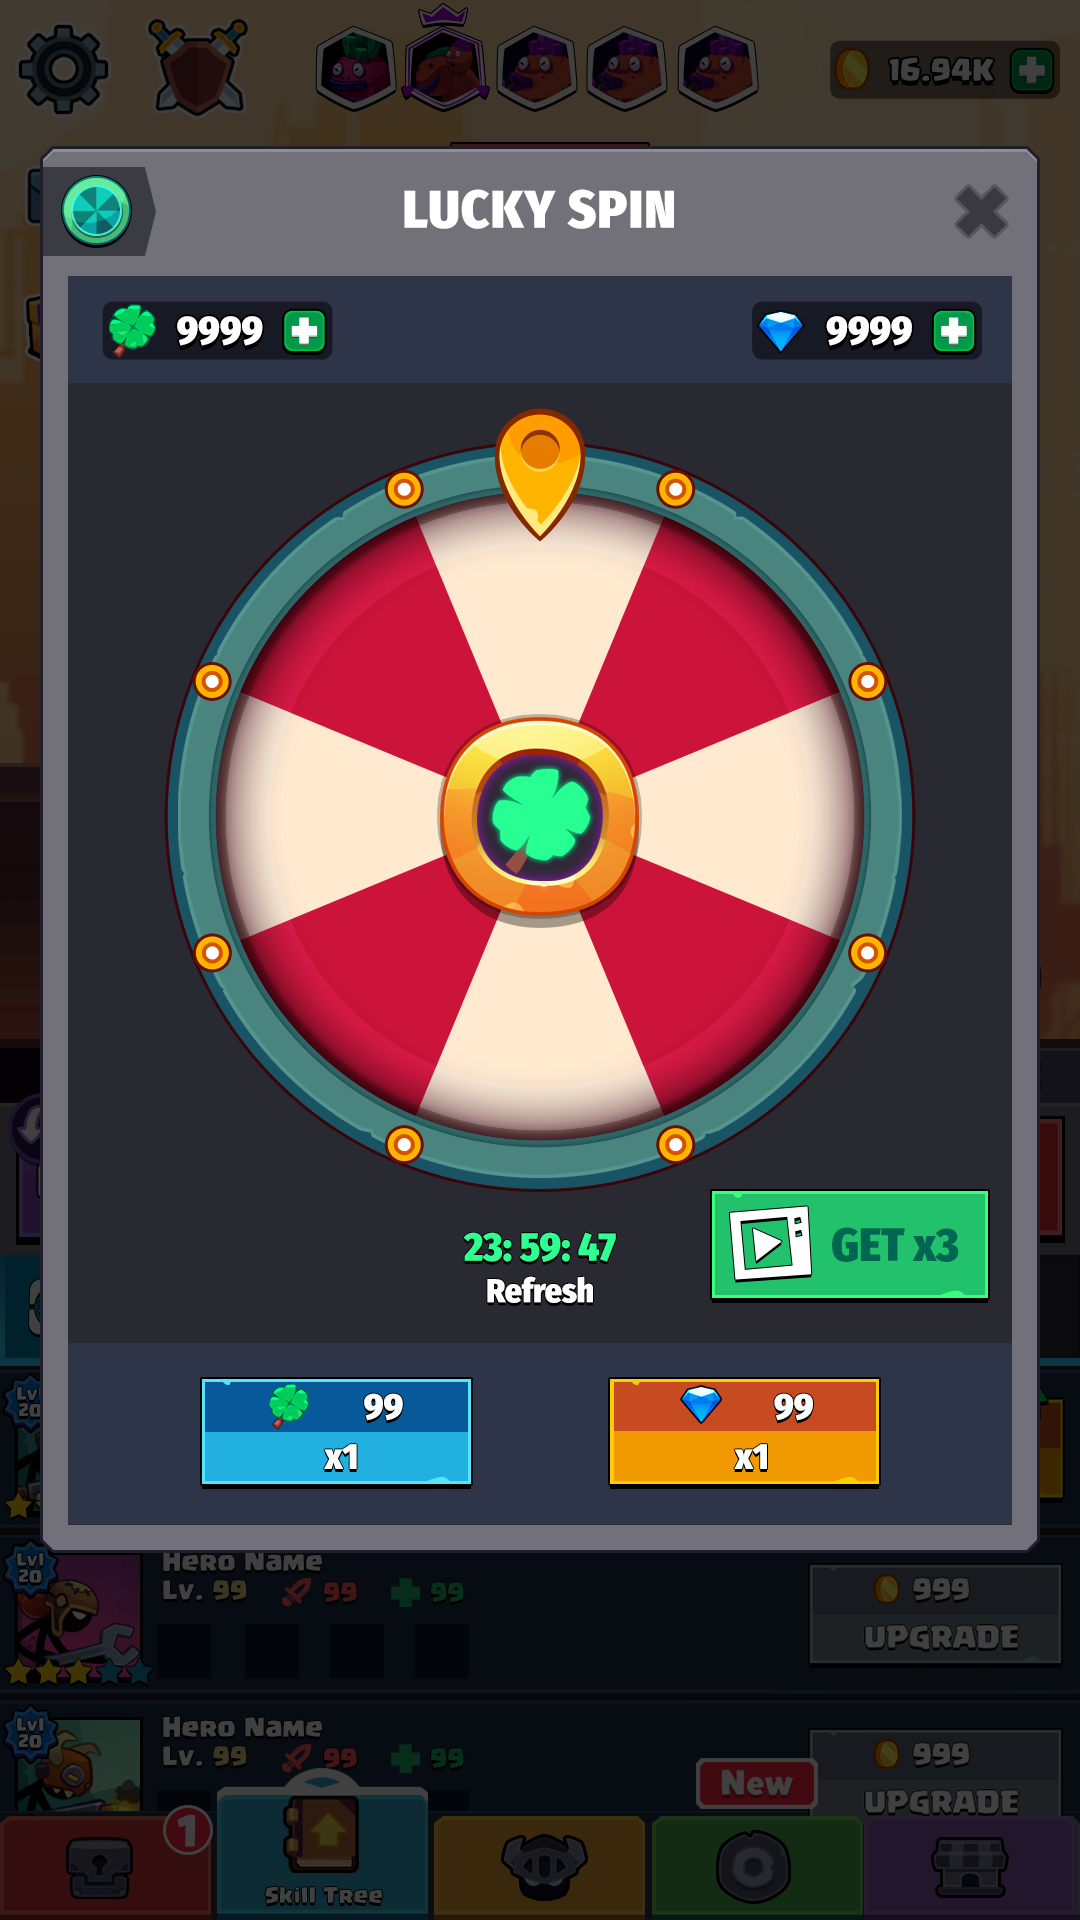 16.94K
LUCKY SPIN
9999
9999
23: 59: 47
Refresh
GET x3
99
x1
99
x1
Lvl
20
Lvl
20
Hero Name
Lv. 99
99
99
999
UPGRADE
Lvl
20
Hero Name
Lv. 99
99
99
999
UPGRADE
New
1
Skill Tree